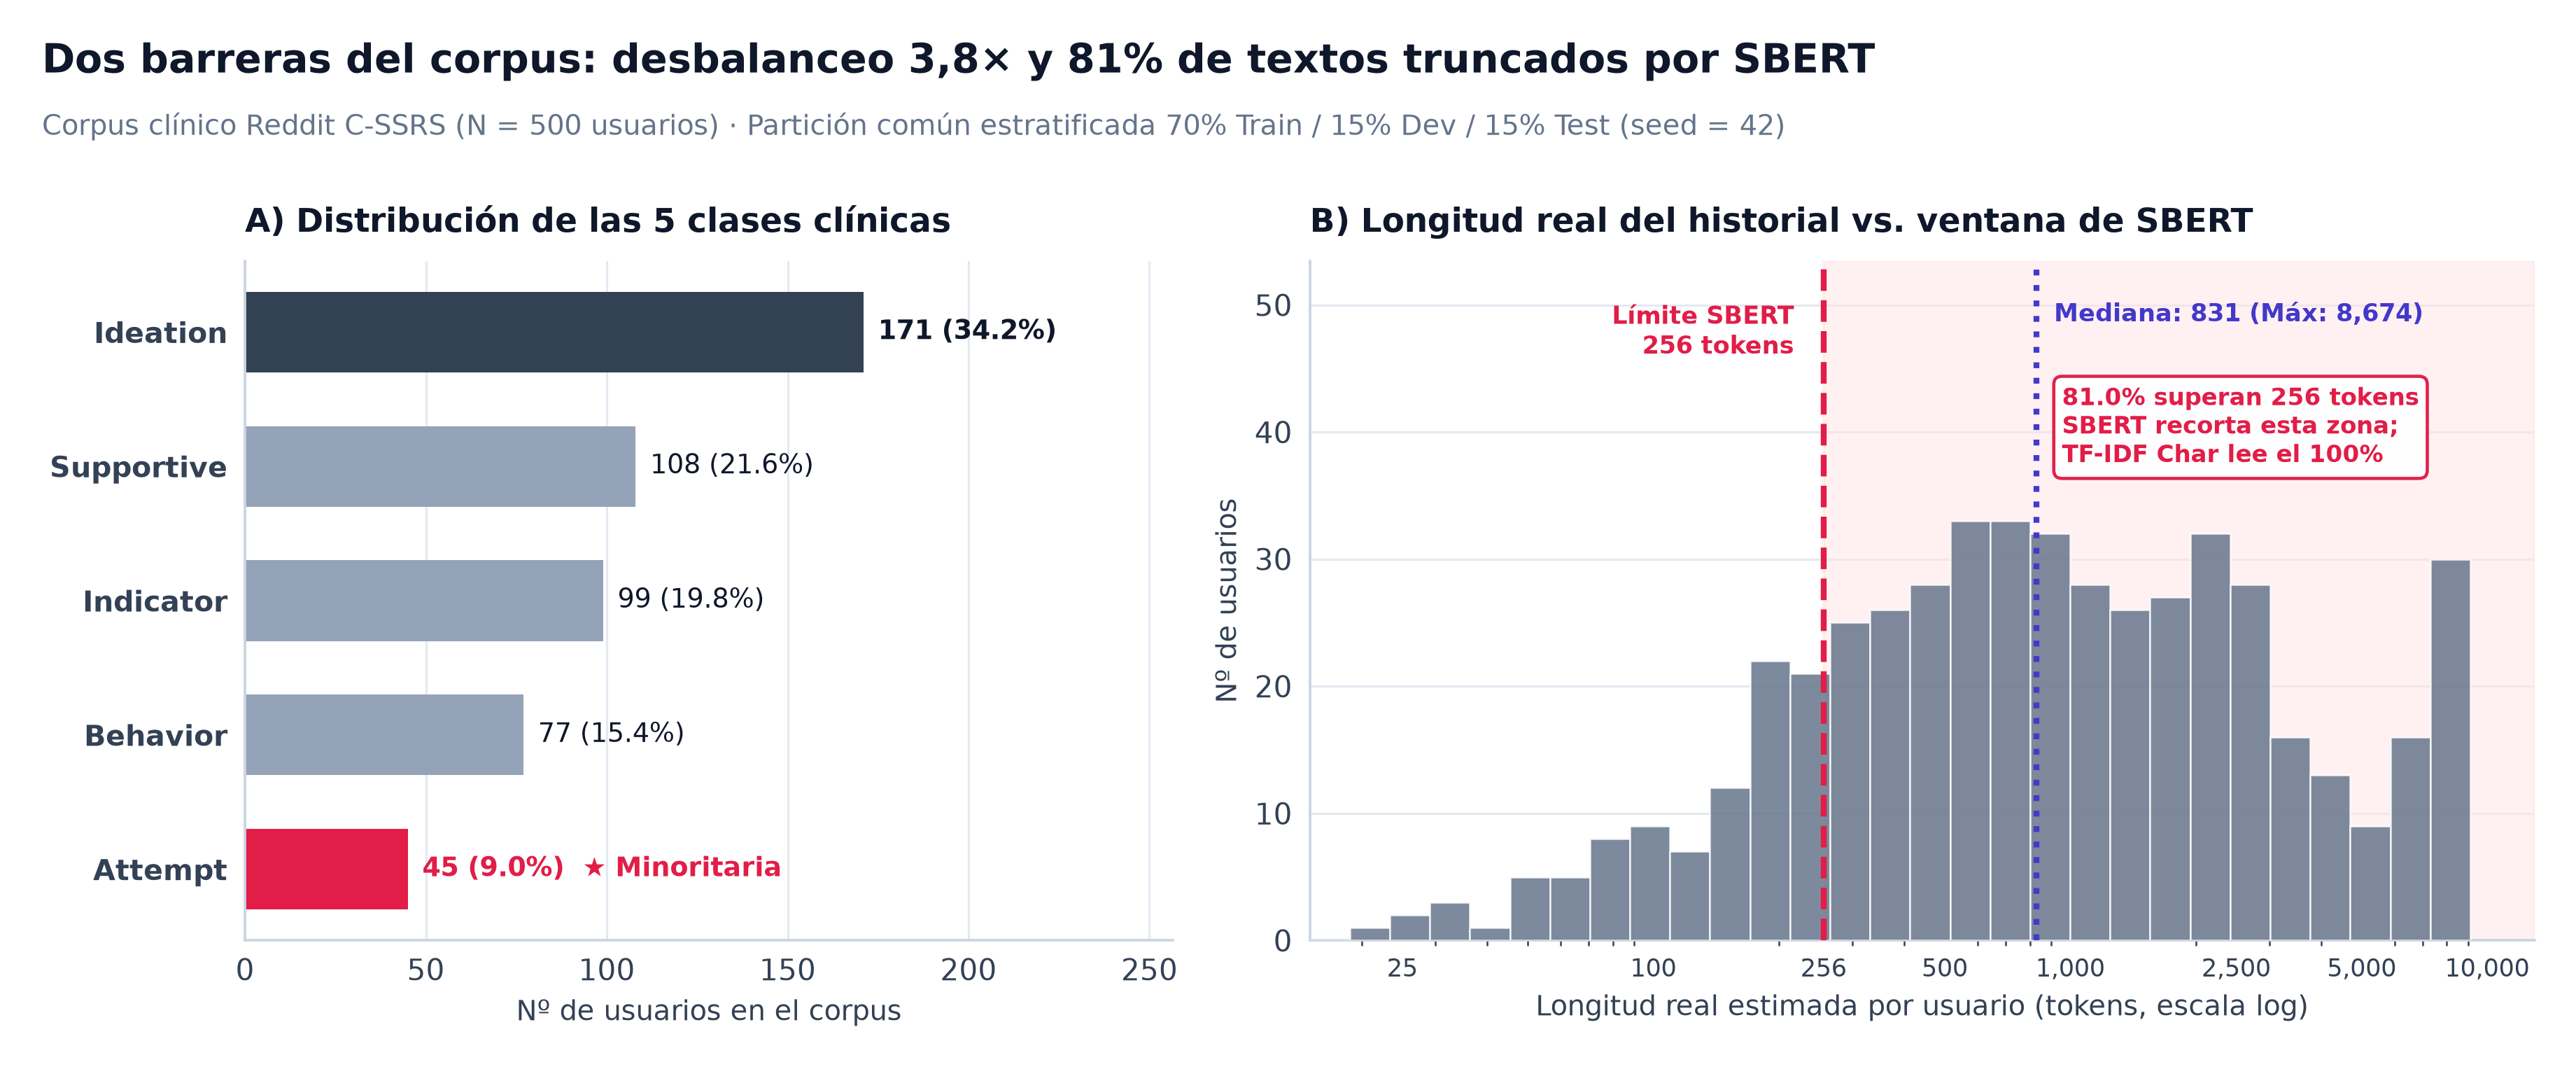 Dos barreras del corpus: desbalanceo 3,8× y 81% de textos truncados por SBERT
Corpus clínico Reddit C-SSRS (N = 500 usuarios) · Partición común estratificada 70% Train / 15% Dev / 15% Test (seed = 42)
A) Distribución de las 5 clases clínicas
Ideation
171 (34.2%)
Supportive
108 (21.6%)
Indicator
99 (19.8%)
Behavior
77 (15.4%)
Attempt
45 (9.0%) ★ Minoritaria
0 50 100 150 200 250
Nº de usuarios en el corpus
B) Longitud real del historial vs. ventana de SBERT
Nº de usuarios
50
40
30
20
10
0
Límite SBERT
256 tokens
Mediana: 831 (Máx: 8,674)
81.0% superan 256 tokens
SBERT recorta esta zona;
TF-IDF Char lee el 100%
25 100 256 500 1,000 2,500 5,000 10,000
Longitud real estimada por usuario (tokens, escala log)